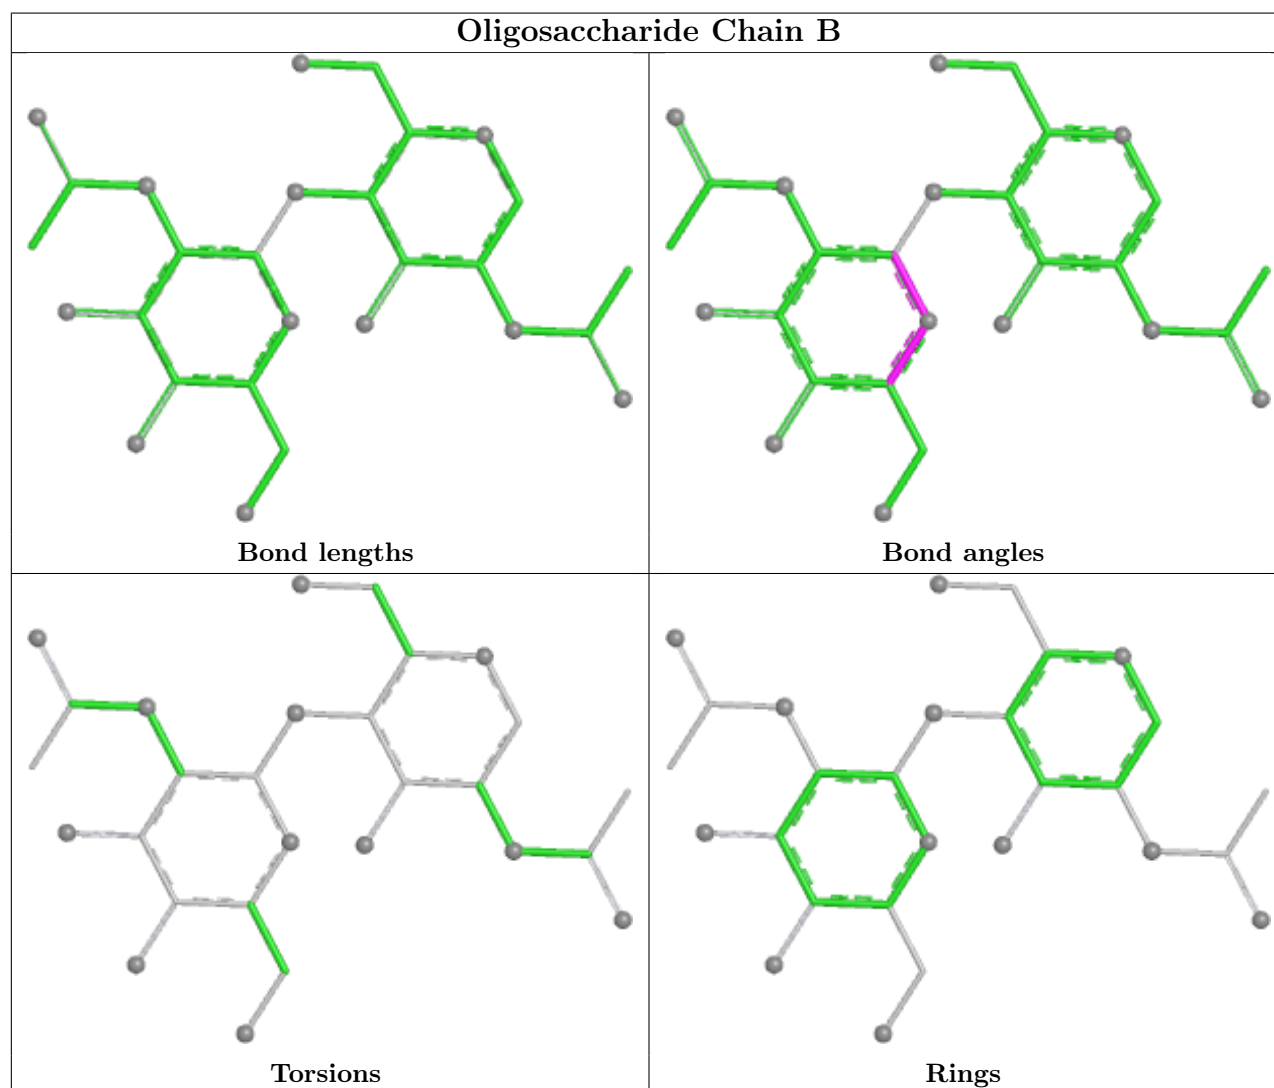 Oligosaccharide Chain B
Bond lengths
Bond angles
Torsions
Rings